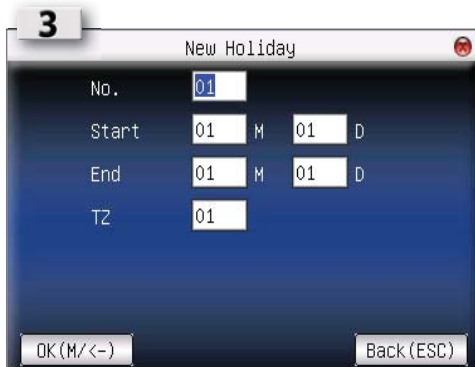 3
New Holiday
No. 01
Start 01 M 01 D
End 01 M 01 D
TZ 01
OK(M/<-) Back(ESC)